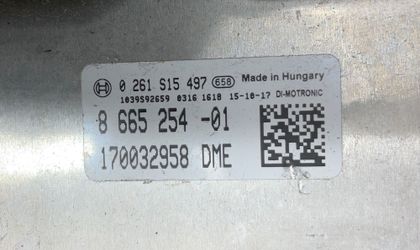 0 261 S15 497 658 Made in Hungary
1039S92659 0316 1618 15-10-17 DI-MOTRONIC
8 665 254 -01
170032958 DME